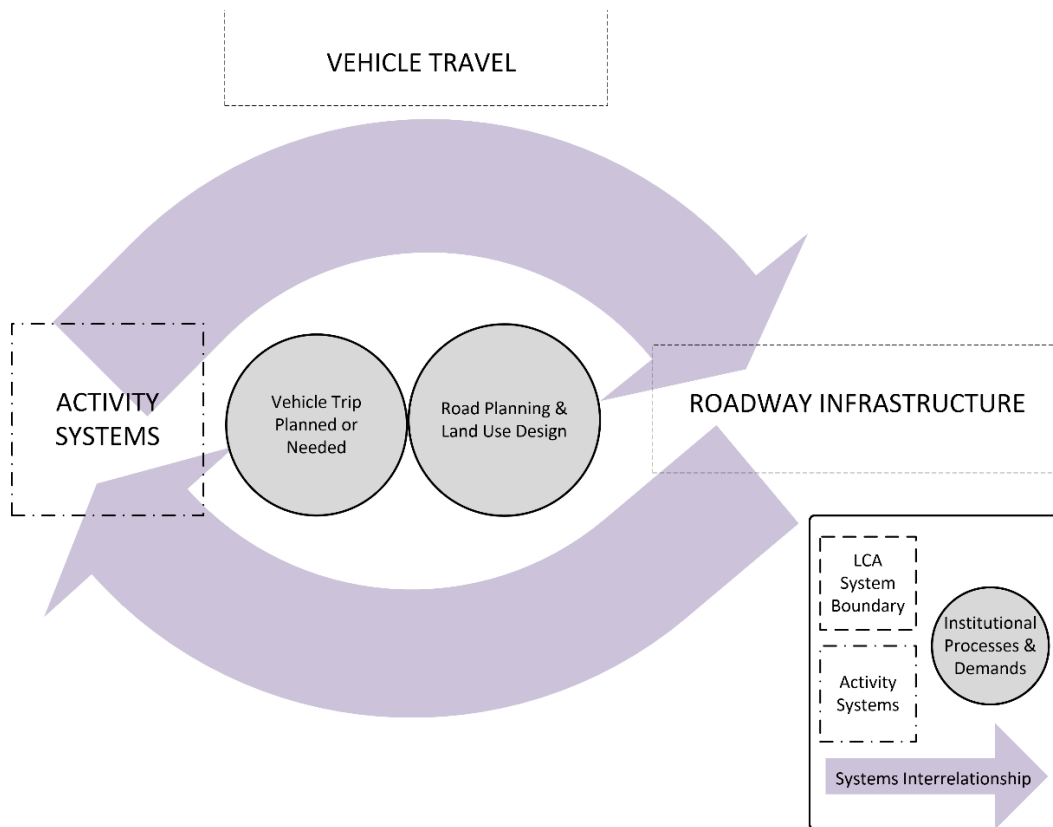 VEHICLE TRAVEL
ACTIVITY
SYSTEMS
Vehicle Trip
Planned or
Needed
Road Planning &
Land Use Design
ROADWAY INFRASTRUCTURE
LCA
System
Boundary
Institutional
Processes &
Demands
Activity
Systems
Systems Interrelationship